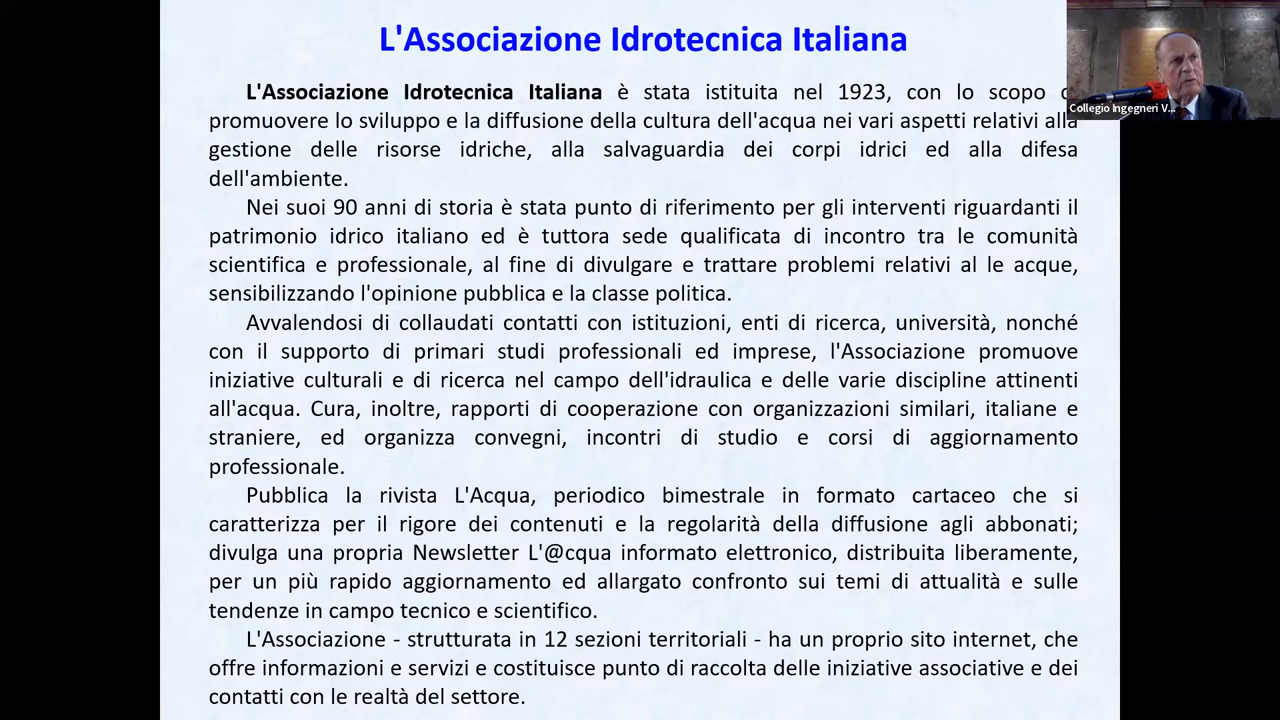 L'Associazione Idrotecnica Italiana
L'Associazione Idrotecnica Italiana è stata istituita nel 1923, con lo scopo
promuovere lo sviluppo e la diffusione della cultura dell'acqua nei vari aspetti relativi alla
gestione delle risorse idriche, alla salvaguardia dei corpi idrici ed alla difesa
dell'ambiente.
Nei suoi 90 anni di storia è stata punto di riferimento per gli interventi riguardanti il
patrimonio idrico italiano ed è tuttora sede qualificata di incontro tra le comunità
scientifica e professionale, al fine di divulgare e trattare problemi relativi al le acque,
sensibilizzando l'opinione pubblica e la classe politica.
Avvalendosi di collaudati contatti con istituzioni, enti di ricerca, università, nonché
con il supporto di primari studi professionali ed imprese, l'Associazione promuove
iniziative culturali e di ricerca nel campo dell'idraulica e delle varie discipline attinenti
all'acqua. Cura, inoltre, rapporti di cooperazione con organizzazioni similari, italiane e
straniere, ed organizza convegni, incontri di studio e corsi di aggiornamento
professionale.
Pubblica la rivista L'Acqua, periodico bimestrale in formato cartaceo che si
caratterizza per il rigore dei contenuti e la regolarità della diffusione agli abbonati;
divulga una propria Newsletter L'@cqua informato elettronico, distribuita liberamente,
per un più rapido aggiornamento ed allargato confronto sui temi di attualità e sulle
tendenze in campo tecnico e scientifico.
L'Associazione - strutturata in 12 sezioni territoriali - ha un proprio sito internet, che
offre informazioni e servizi e costituisce punto di raccolta delle iniziative associative e dei
contatti con le realtà del settore.
Collegio Ingegneri V...